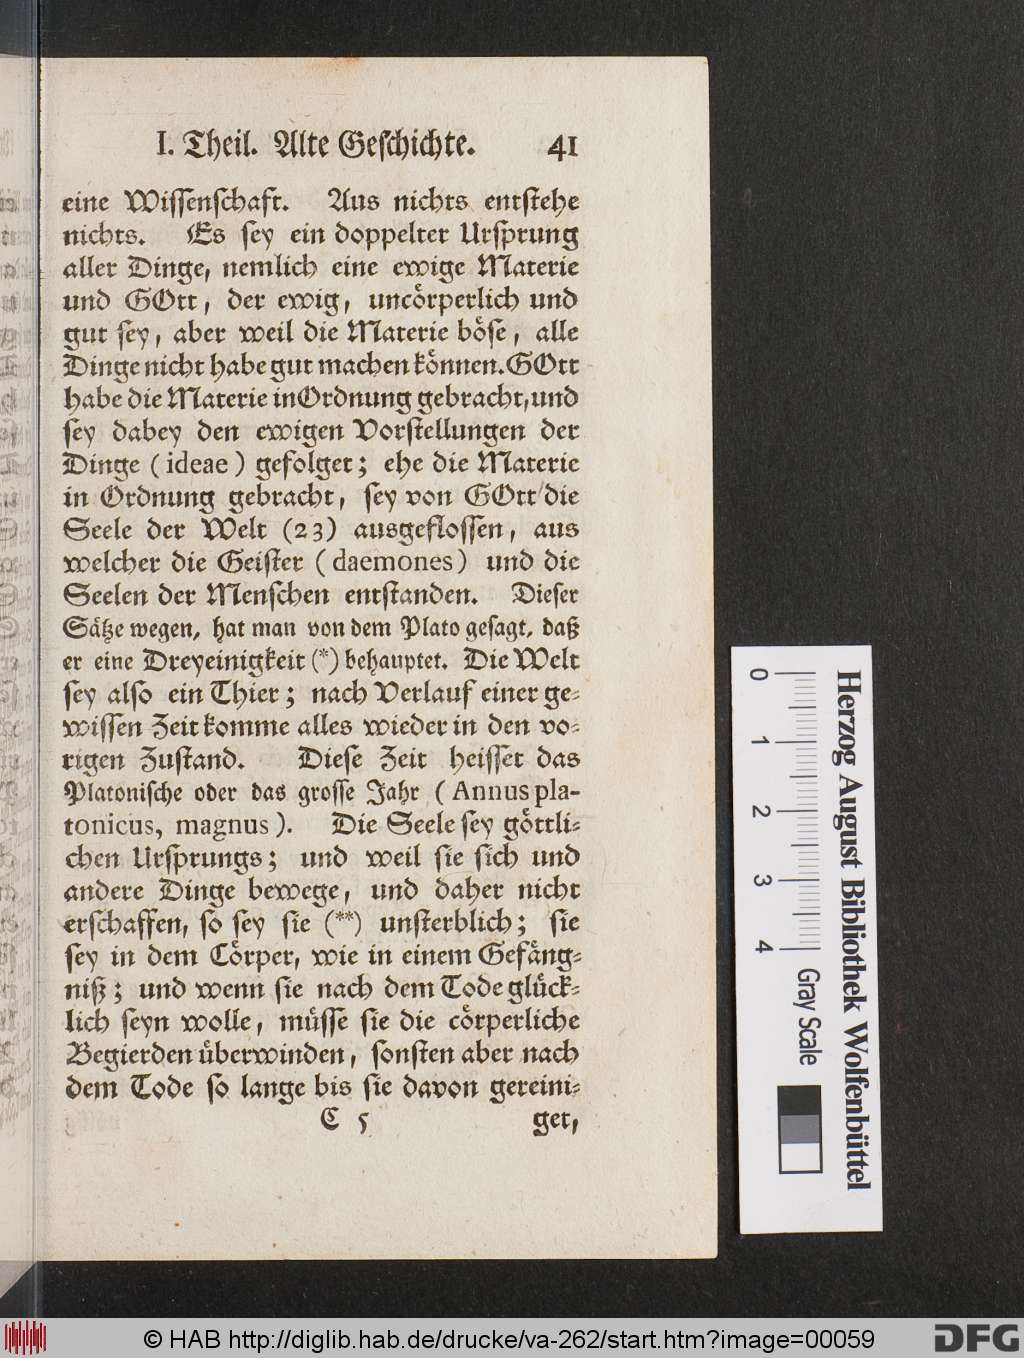 I. Theil. Alte Geschichte. 41
eine Wissenschaft. Aus nichts entstehe
nichts. Es sey ein doppelter Ursprung
aller Dinge, nemlich eine ewige Materie
und GOtt, der ewig, uncörperlich und
gut sey, aber weil die Materie böse, alle
Dinge nicht habe gut machen können. GOtt
habe die Materie in Ordnung gebracht, und
sey dabey den ewigen Vorstellungen der
Dinge (ideae) gefolget; ehe die Materie
in Ordnung gebracht, sey von GOtt die
Seele der Welt (23) ausgeflossen, aus
welcher die Geister (daemones) und die
Seelen der Menschen entstanden. Dieser
Sätze wegen, hat man von dem Plato gesagt, daß
er eine Dreyeinigkeit (*) behauptet. Die Welt
sey also ein Thier; nach Verlauf einer ge-
wissen Zeit komme alles wieder in den vo-
rigen Zustand. Diese Zeit heisset das
Platonische oder das grosse Jahr (Annus pla-
tonicus, magnus). Die Seele sey göttli-
chen Ursprungs; und weil sie sich und
andere Dinge bewege, und daher nicht
erschaffen, so sey sie (**) unsterblich; sie
sey in dem Cörper, wie in einem Gefäng-
niß; und wenn sie nach dem Tode glück-
lich seyn wolle, müsse sie die cörperliche
Begierden überwinden, sonsten aber nach
dem Tode so lange bis sie davon gereini-
C 5 get,
0 1 2 3 4 Gray Scale
Herzog August Bibliothek Wolfenbüttel
© HAB http://diglib.hab.de/drucke/va-262/start.htm?image=00059
DFG